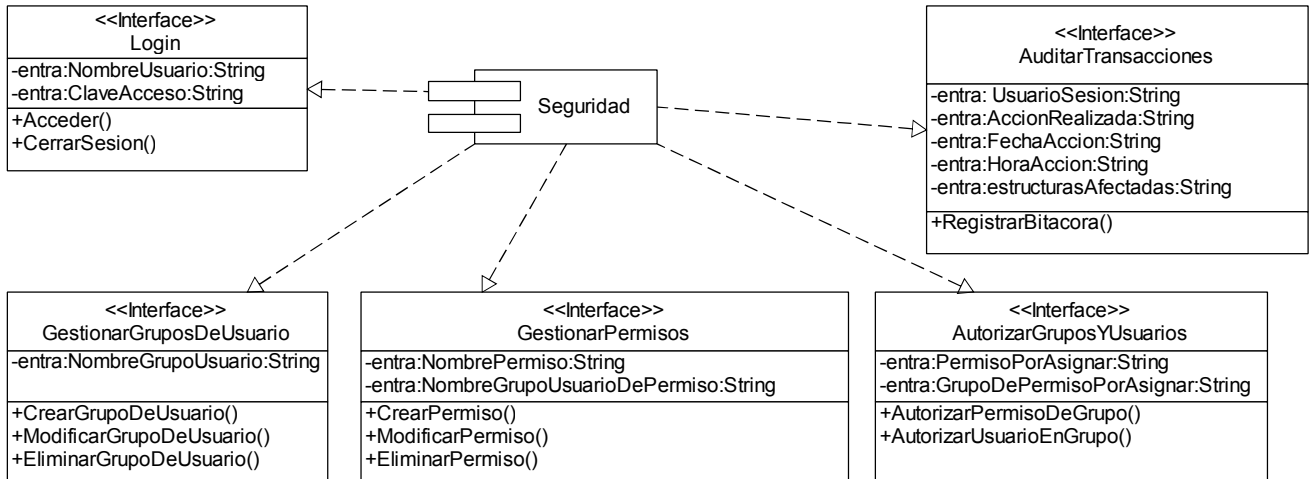 <<Interface>>
Login
-entra:NombreUsuario:String
-entra:ClaveAcceso:String
+Acceder()
+CerrarSesion()
Seguridad
<<Interface>>
AuditarTransacciones
-entra: UsuarioSesion:String
-entra:AccionRealizada:String
-entra:FechaAccion:String
-entra:HoraAccion:String
-entra:estructurasAfectadas:String
+RegistrarBitacora()
<<Interface>>
GestionarGruposDeUsuario
-entra:NombreGrupoUsuario:String
+CrearGrupoDeUsuario()
+ModificarGrupoDeUsuario()
+EliminarGrupoDeUsuario()
<<Interface>>
GestionarPermisos
-entra:NombrePermiso:String
-entra:NombreGrupoUsuarioDePermiso:String
+CrearPermiso()
+ModificarPermiso()
+EliminarPermiso()
<<Interface>>
AutorizarGruposYUsuarios
-entra:PermisoPorAsignar:String
-entra:GrupoDePermisoPorAsignar:String
+AutorizarPermisoDeGrupo()
+AutorizarUsuarioEnGrupo()